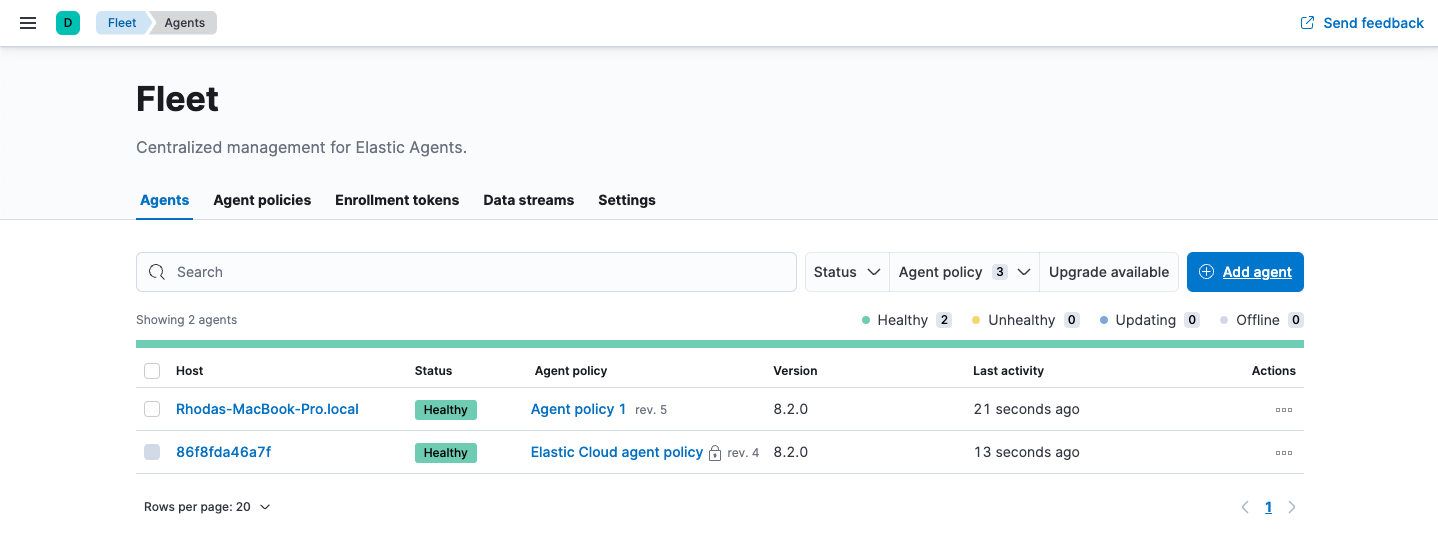 D Fleet Agents Send feedback
Fleet
Centralized management for Elastic Agents.
Agents Agent policies Enrollment tokens Data streams Settings
Search Status Agent policy 3 Upgrade available Add agent
Showing 2 agents Healthy 2 Unhealthy 0 Updating 0 Offline 0
Host Status Agent policy Version Last activity Actions
Rhodas-MacBook-Pro.local Healthy Agent policy 1 rev. 5 8.2.0 21 seconds ago
86f8fda46a7f Healthy Elastic Cloud agent policy rev. 4 8.2.0 13 seconds ago
Rows per page: 20 1